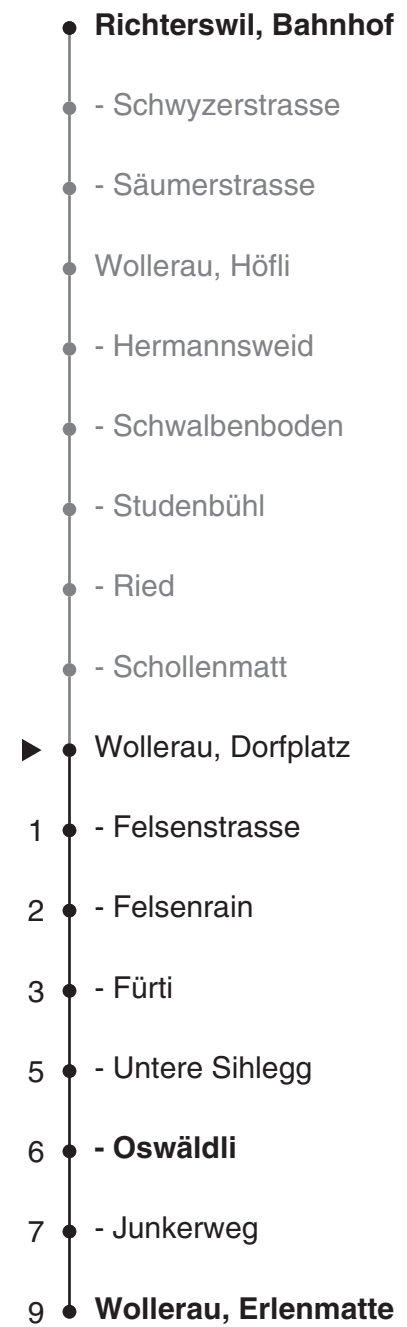 Richterswil, Bahnhof
- Schwyzerstrasse
- Säumerstrasse
Wollerau, Höfli
- Hermannsweid
- Schwalbenboden
- Studenbühl
- Ried
- Schollenmatt
Wollerau, Dorfplatz
1 - Felsenstrasse
2 - Felsenrain
3 - Fürti
5 - Untere Sihlegg
6 - Oswäldli
7 - Junkerweg
9 Wollerau, Erlenmatte